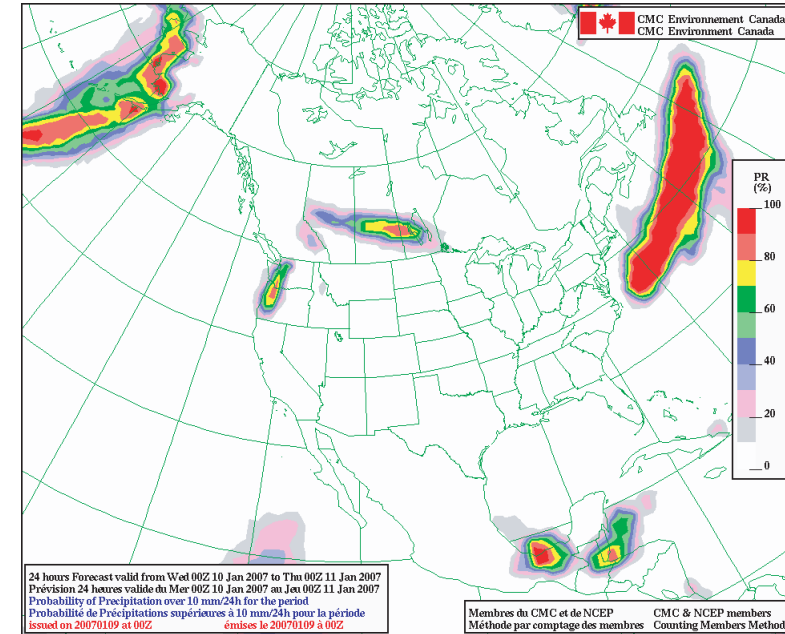 CMC Environnement Canada
CMC Environment Canada
PR
(%)
100
80
60
40
20
0
24 hours Forecast valid from Wed 00Z 10 Jan 2007 to Thu 00Z 11 Jan 2007
Prévision 24 heures valide du Mer 00Z 10 Jan 2007 au Jeu 00Z 11 Jan 2007
Probability of Precipitation over 10 mm/24h for the period
Probabilité de Précipitations supérieures à 10 mm/24h pour la période
issued on 20070109 at 00Z émises le 20070109 à 00Z
Membres du CMC et de NCEP CMC & NCEP members
Méthode par comptage des membres Counting Members Method